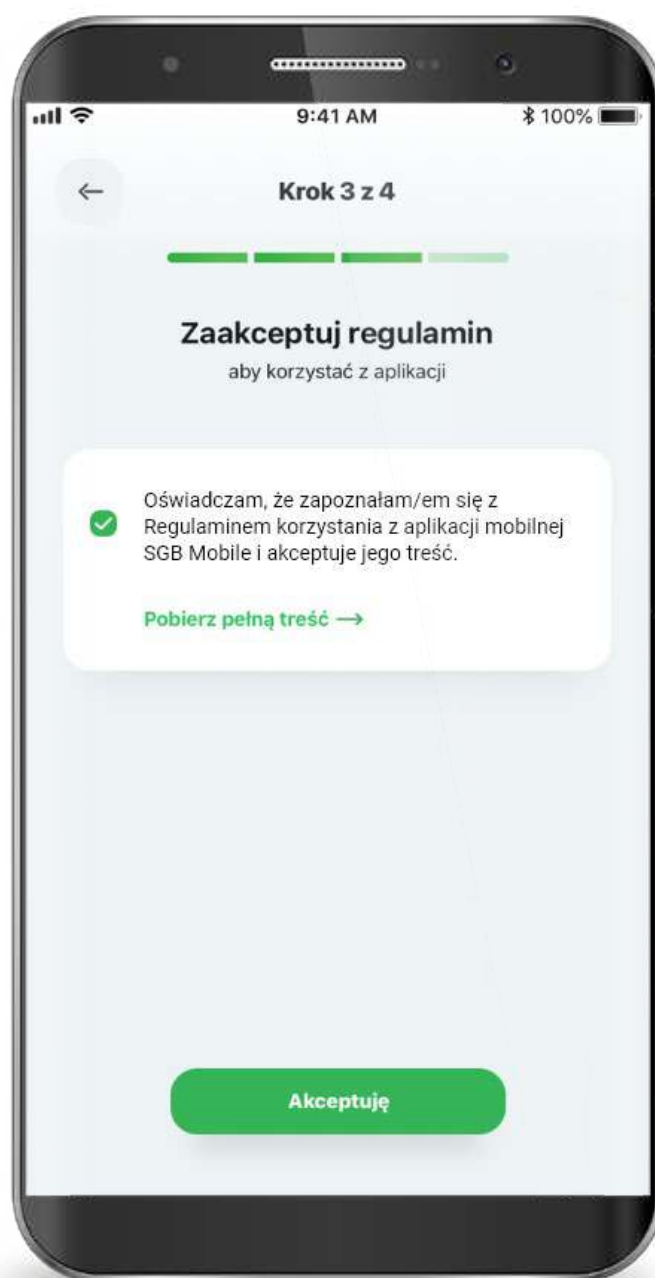 9:41 AM
100%
Krok 3 z 4
Zaakceptuj regulamin
aby korzystać z aplikacji
Oświadczam, że zapoznałam/em się z
Regulaminem korzystania z aplikacji mobilnej
SGB Mobile i akceptuje jego treść.
Pobierz pełną treść →
Akceptuję